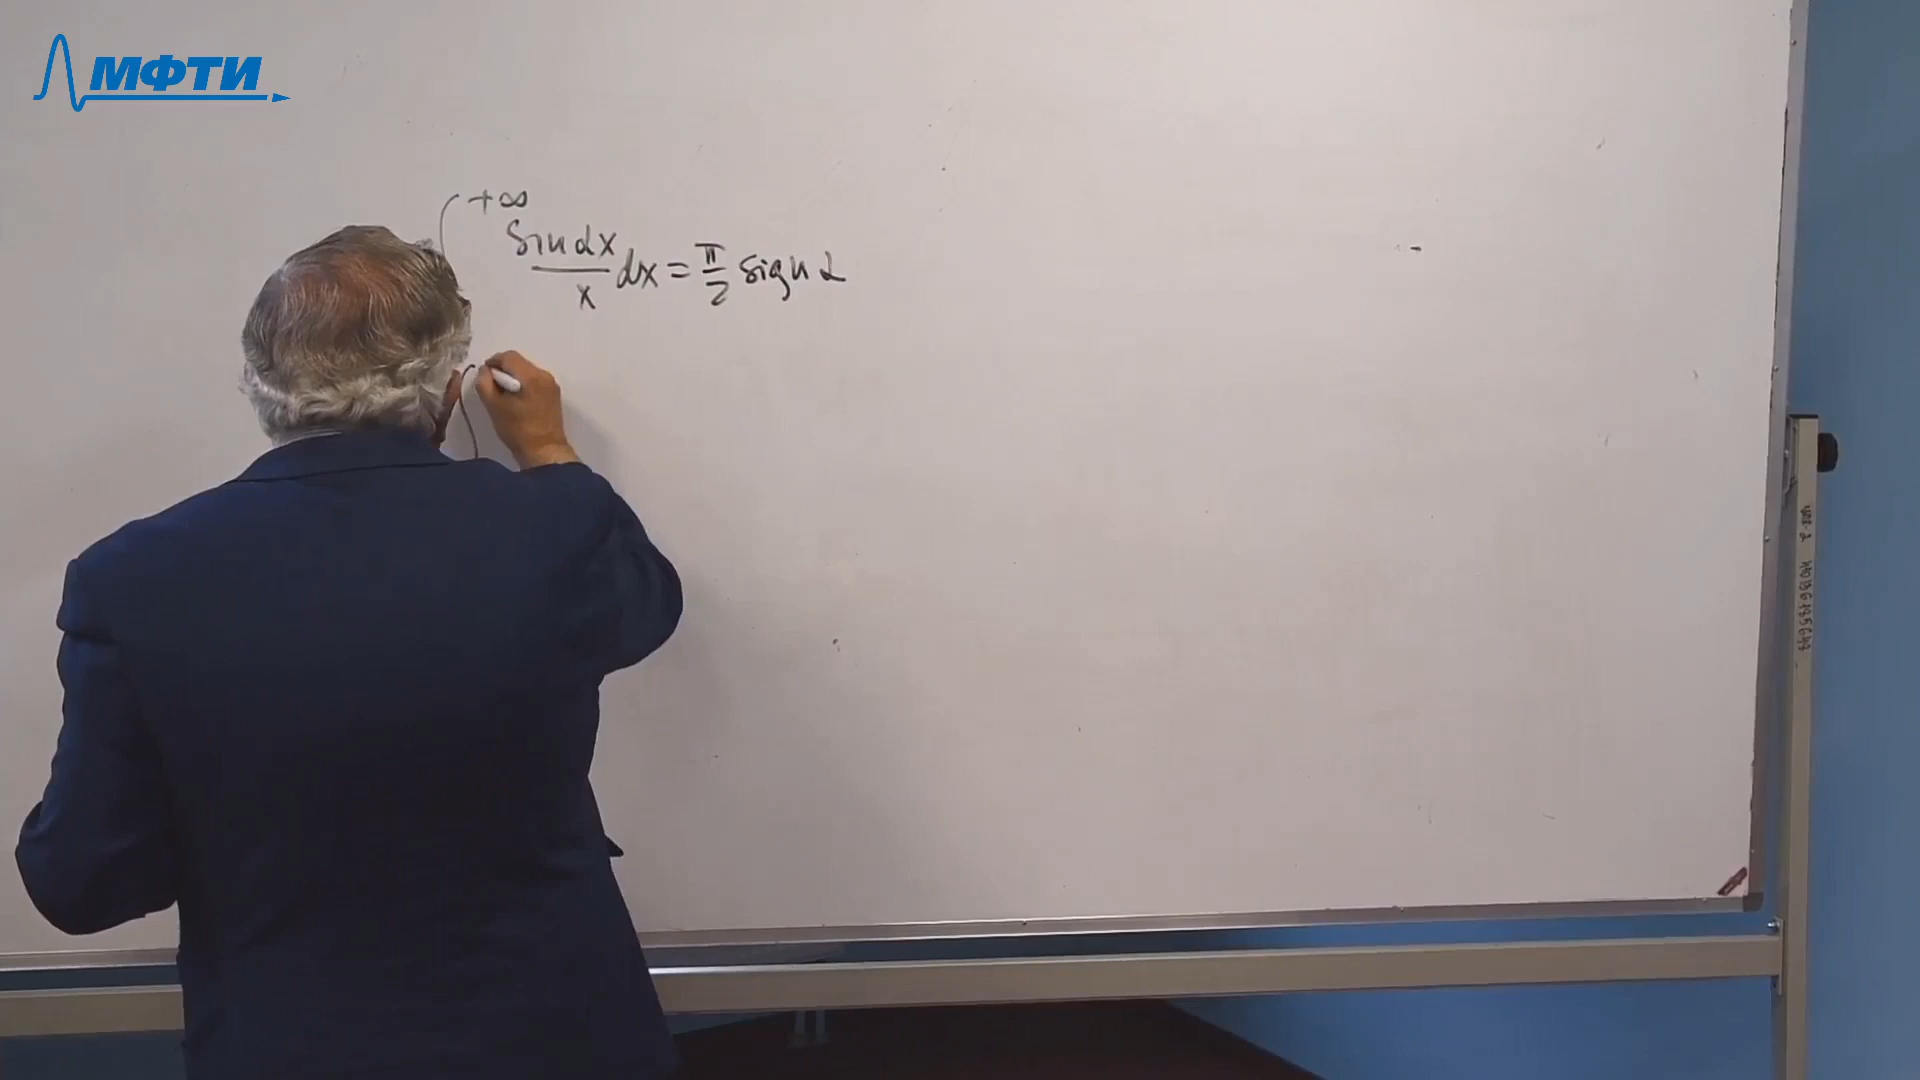 МФТИ
∫ +∞ sin αx / x dx = π/2 sign α